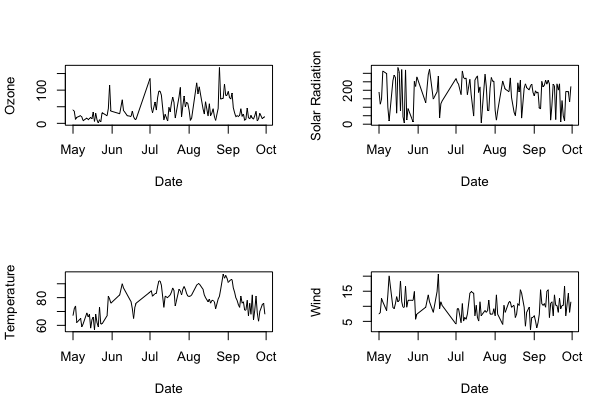 Ozone
0 100
May Jun Jul Aug Sep Oct
Date
Solar Radiation
0 200
May Jun Jul Aug Sep Oct
Date
Temperature
60 80
May Jun Jul Aug Sep Oct
Date
Wind
5 15
May Jun Jul Aug Sep Oct
Date